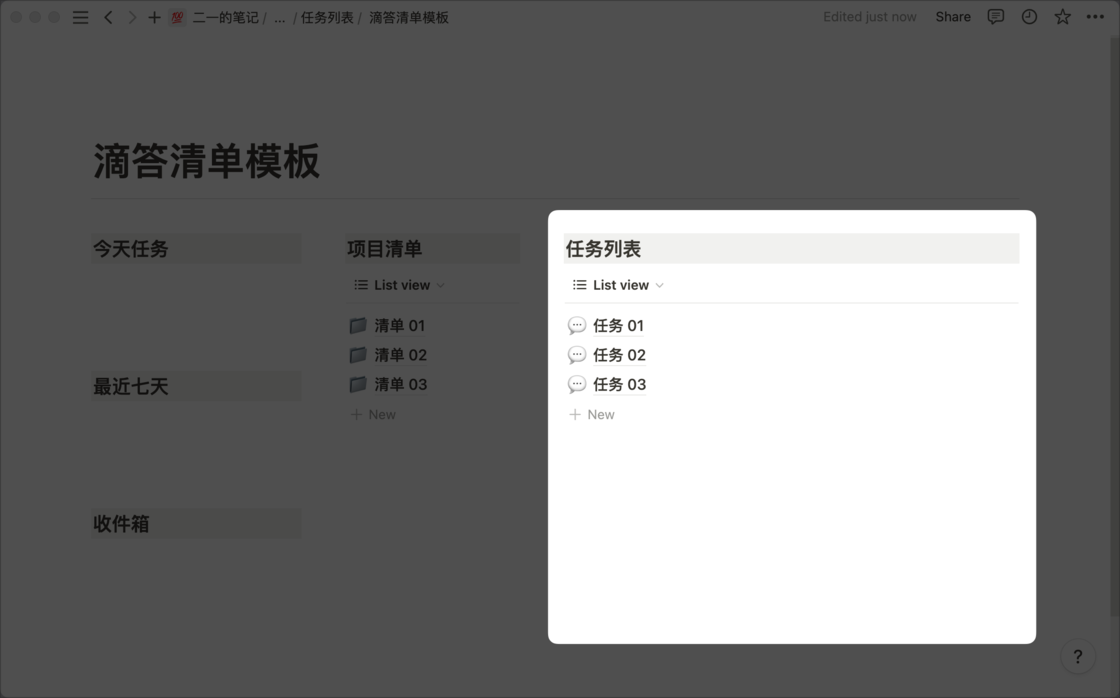 二一的笔记 / ... / 任务列表 / 滴答清单模板
Edited just now Share
滴答清单模板
今天任务
最近七天
收件箱
项目清单
List view
清单 01
清单 02
清单 03
New
任务列表
List view
任务 01
任务 02
任务 03
New
?